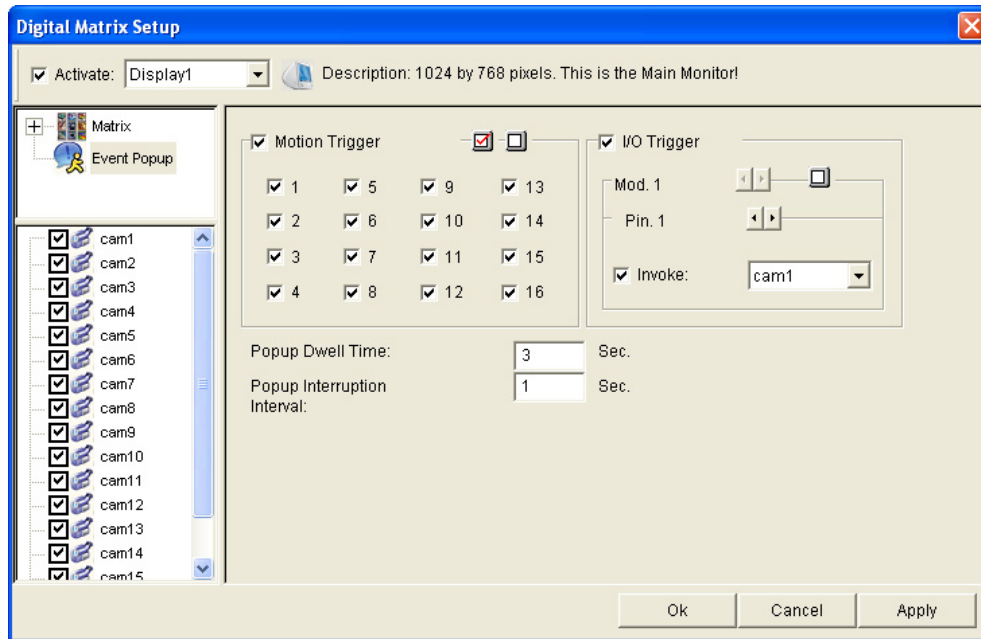 Digital Matrix Setup
Activate: Display1 Description: 1024 by 768 pixels. This is the Main Monitor!
Matrix
Event Popup
cam1
cam2
cam3
cam4
cam5
cam6
cam7
cam8
cam9
cam10
cam11
cam12
cam13
cam14
cam15
Motion Trigger
1 5 9 13
2 6 10 14
3 7 11 15
4 8 12 16
I/O Trigger
Mod. 1
Pin. 1
Invoke: cam1
Popup Dwell Time: 3 Sec.
Popup Interruption 1 Sec.
Interval:
Ok Cancel Apply